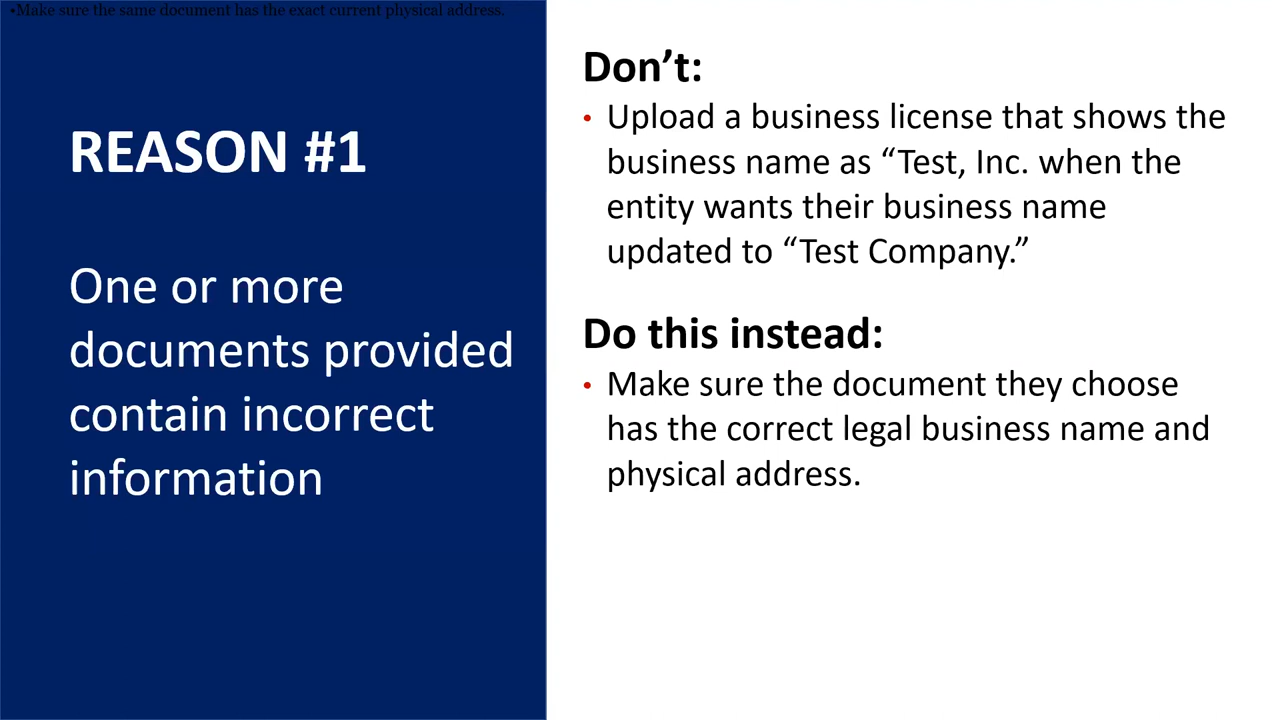 •Make sure the same document has the exact current physical address.
REASON #1
One or more
documents provided
contain incorrect
information
Don’t:
• Upload a business license that shows the
business name as “Test, Inc. when the
entity wants their business name
updated to “Test Company.”
Do this instead:
• Make sure the document they choose
has the correct legal business name and
physical address.